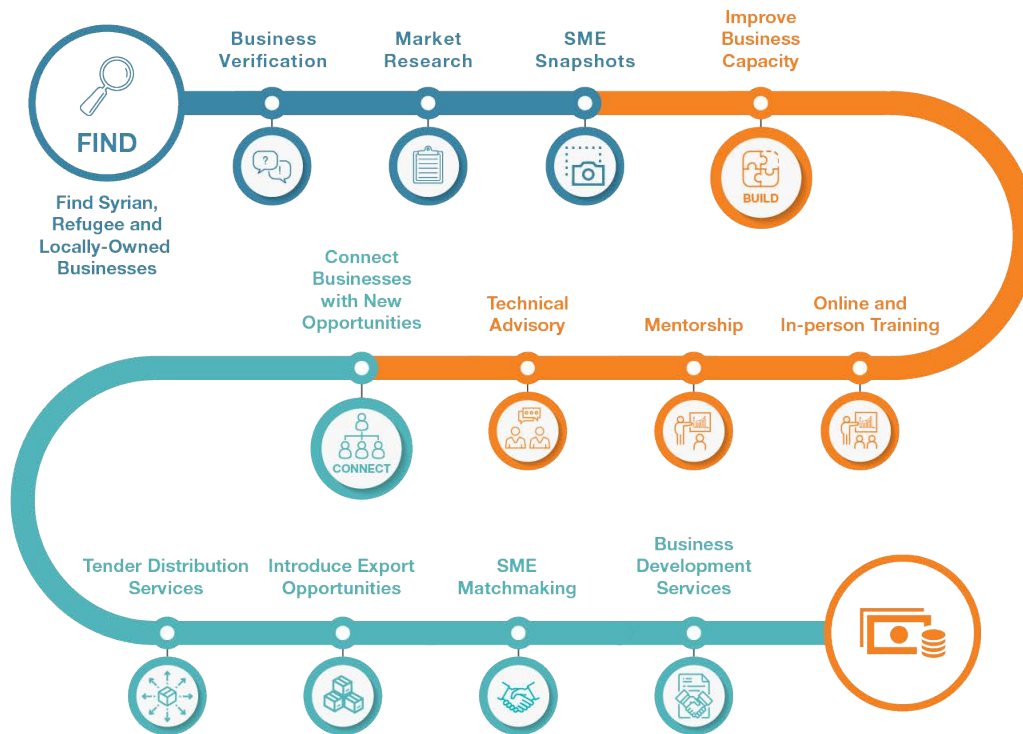 FIND
Find Syrian,
Refugee and
Locally-Owned
Businesses
Business
Verification
?
!
Market
Research
SME
Snapshots
Improve
Business
Capacity
BUILD
Online and
In-person Training
Mentorship
Technical
Advisory
Connect
Businesses
with New
Opportunities
CONNECT
Tender Distribution
Services
Introduce Export
Opportunities
SME
Matchmaking
Business
Development
Services